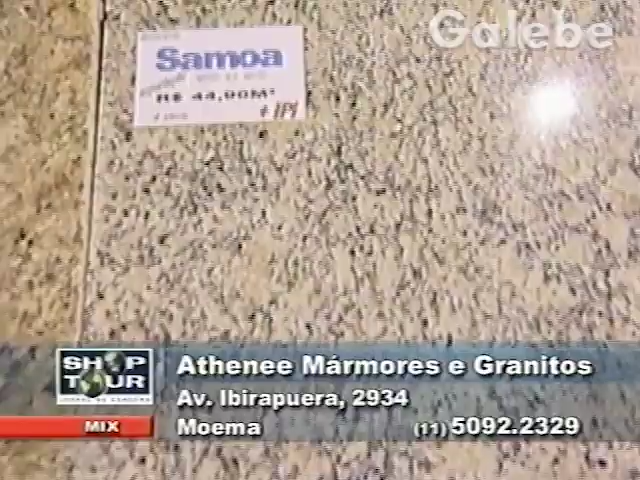 Galebe
Samoa
R$ 44,90M²
+ IPI
SHOP
TOUR
MIX
Athenee Mármores e Granitos
Av. Ibirapuera, 2934
Moema
(11) 5092.2329